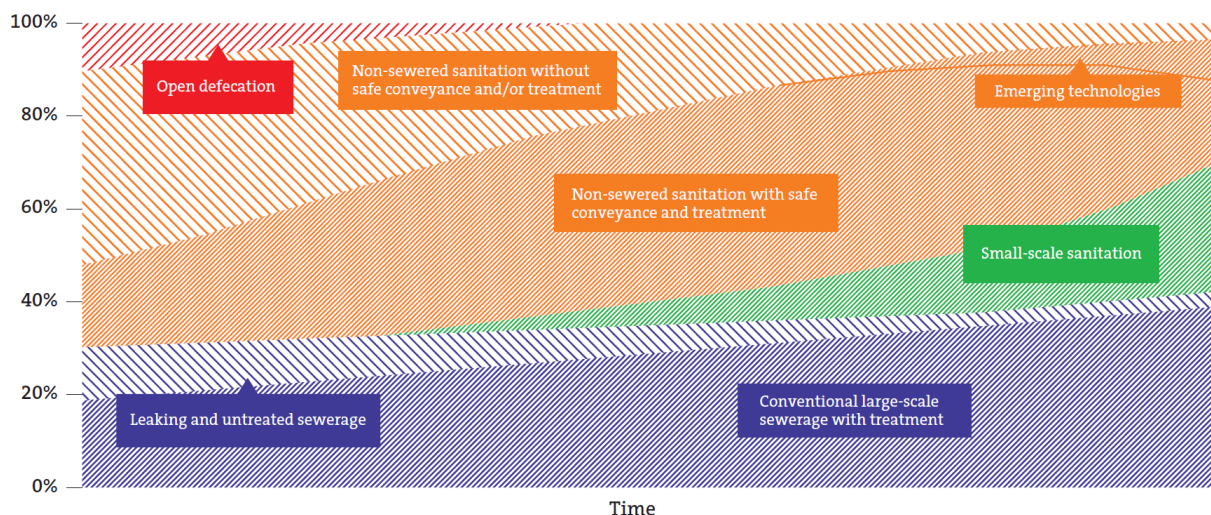 100%
80%
60%
40%
20%
0%
Open defecation
Non-sewered sanitation without
safe conveyance and/or treatment
Emerging technologies
Non-sewered sanitation with safe
conveyance and treatment
Small-scale sanitation
Leaking and untreated sewerage
Conventional large-scale
sewerage with treatment
Time